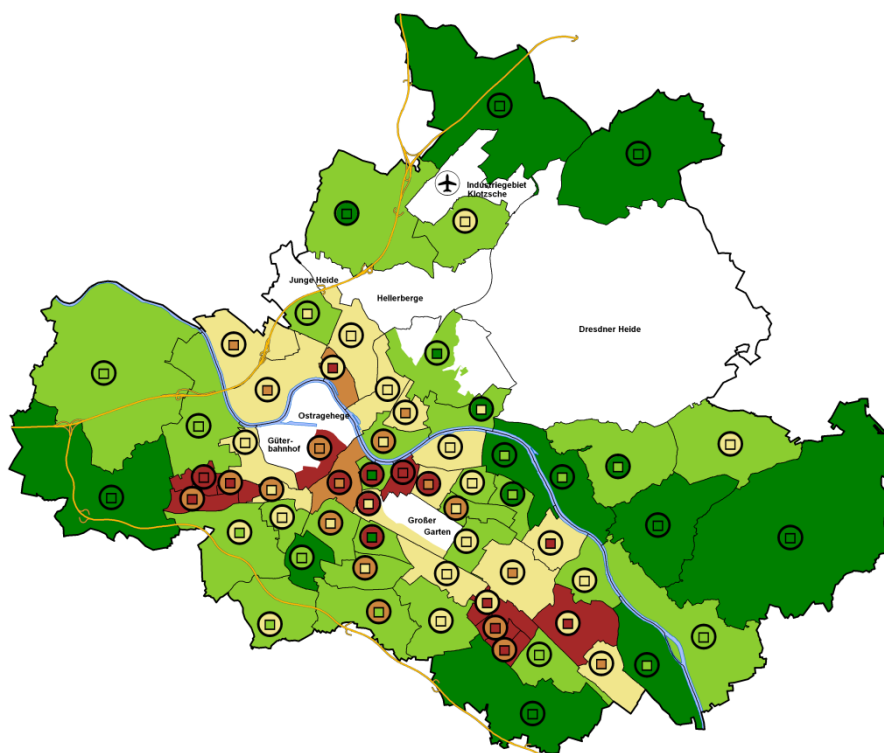 Industriegebiet
Klotzsche
Junge Heide
Hellerberge
Dresdner Heide
Ostragehege
Güter-
bahnhof
Großer
Garten